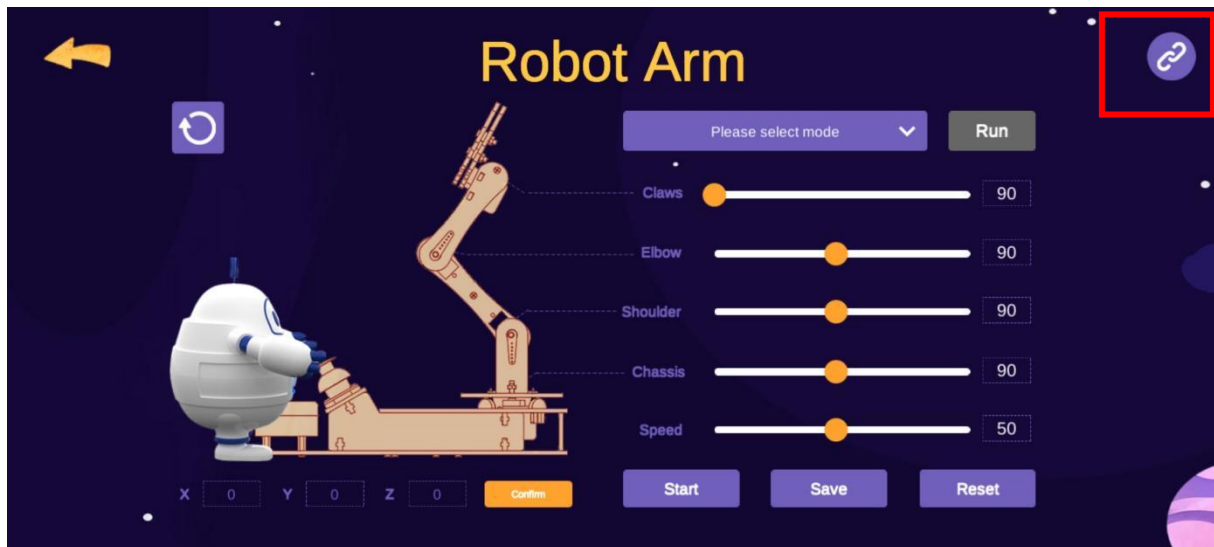 Robot Arm
Please select mode
Run
Claws 90
Elbow 90
Shoulder 90
Chassis 90
Speed 50
X 0 Y 0 Z 0 Confirm
Start Save Reset